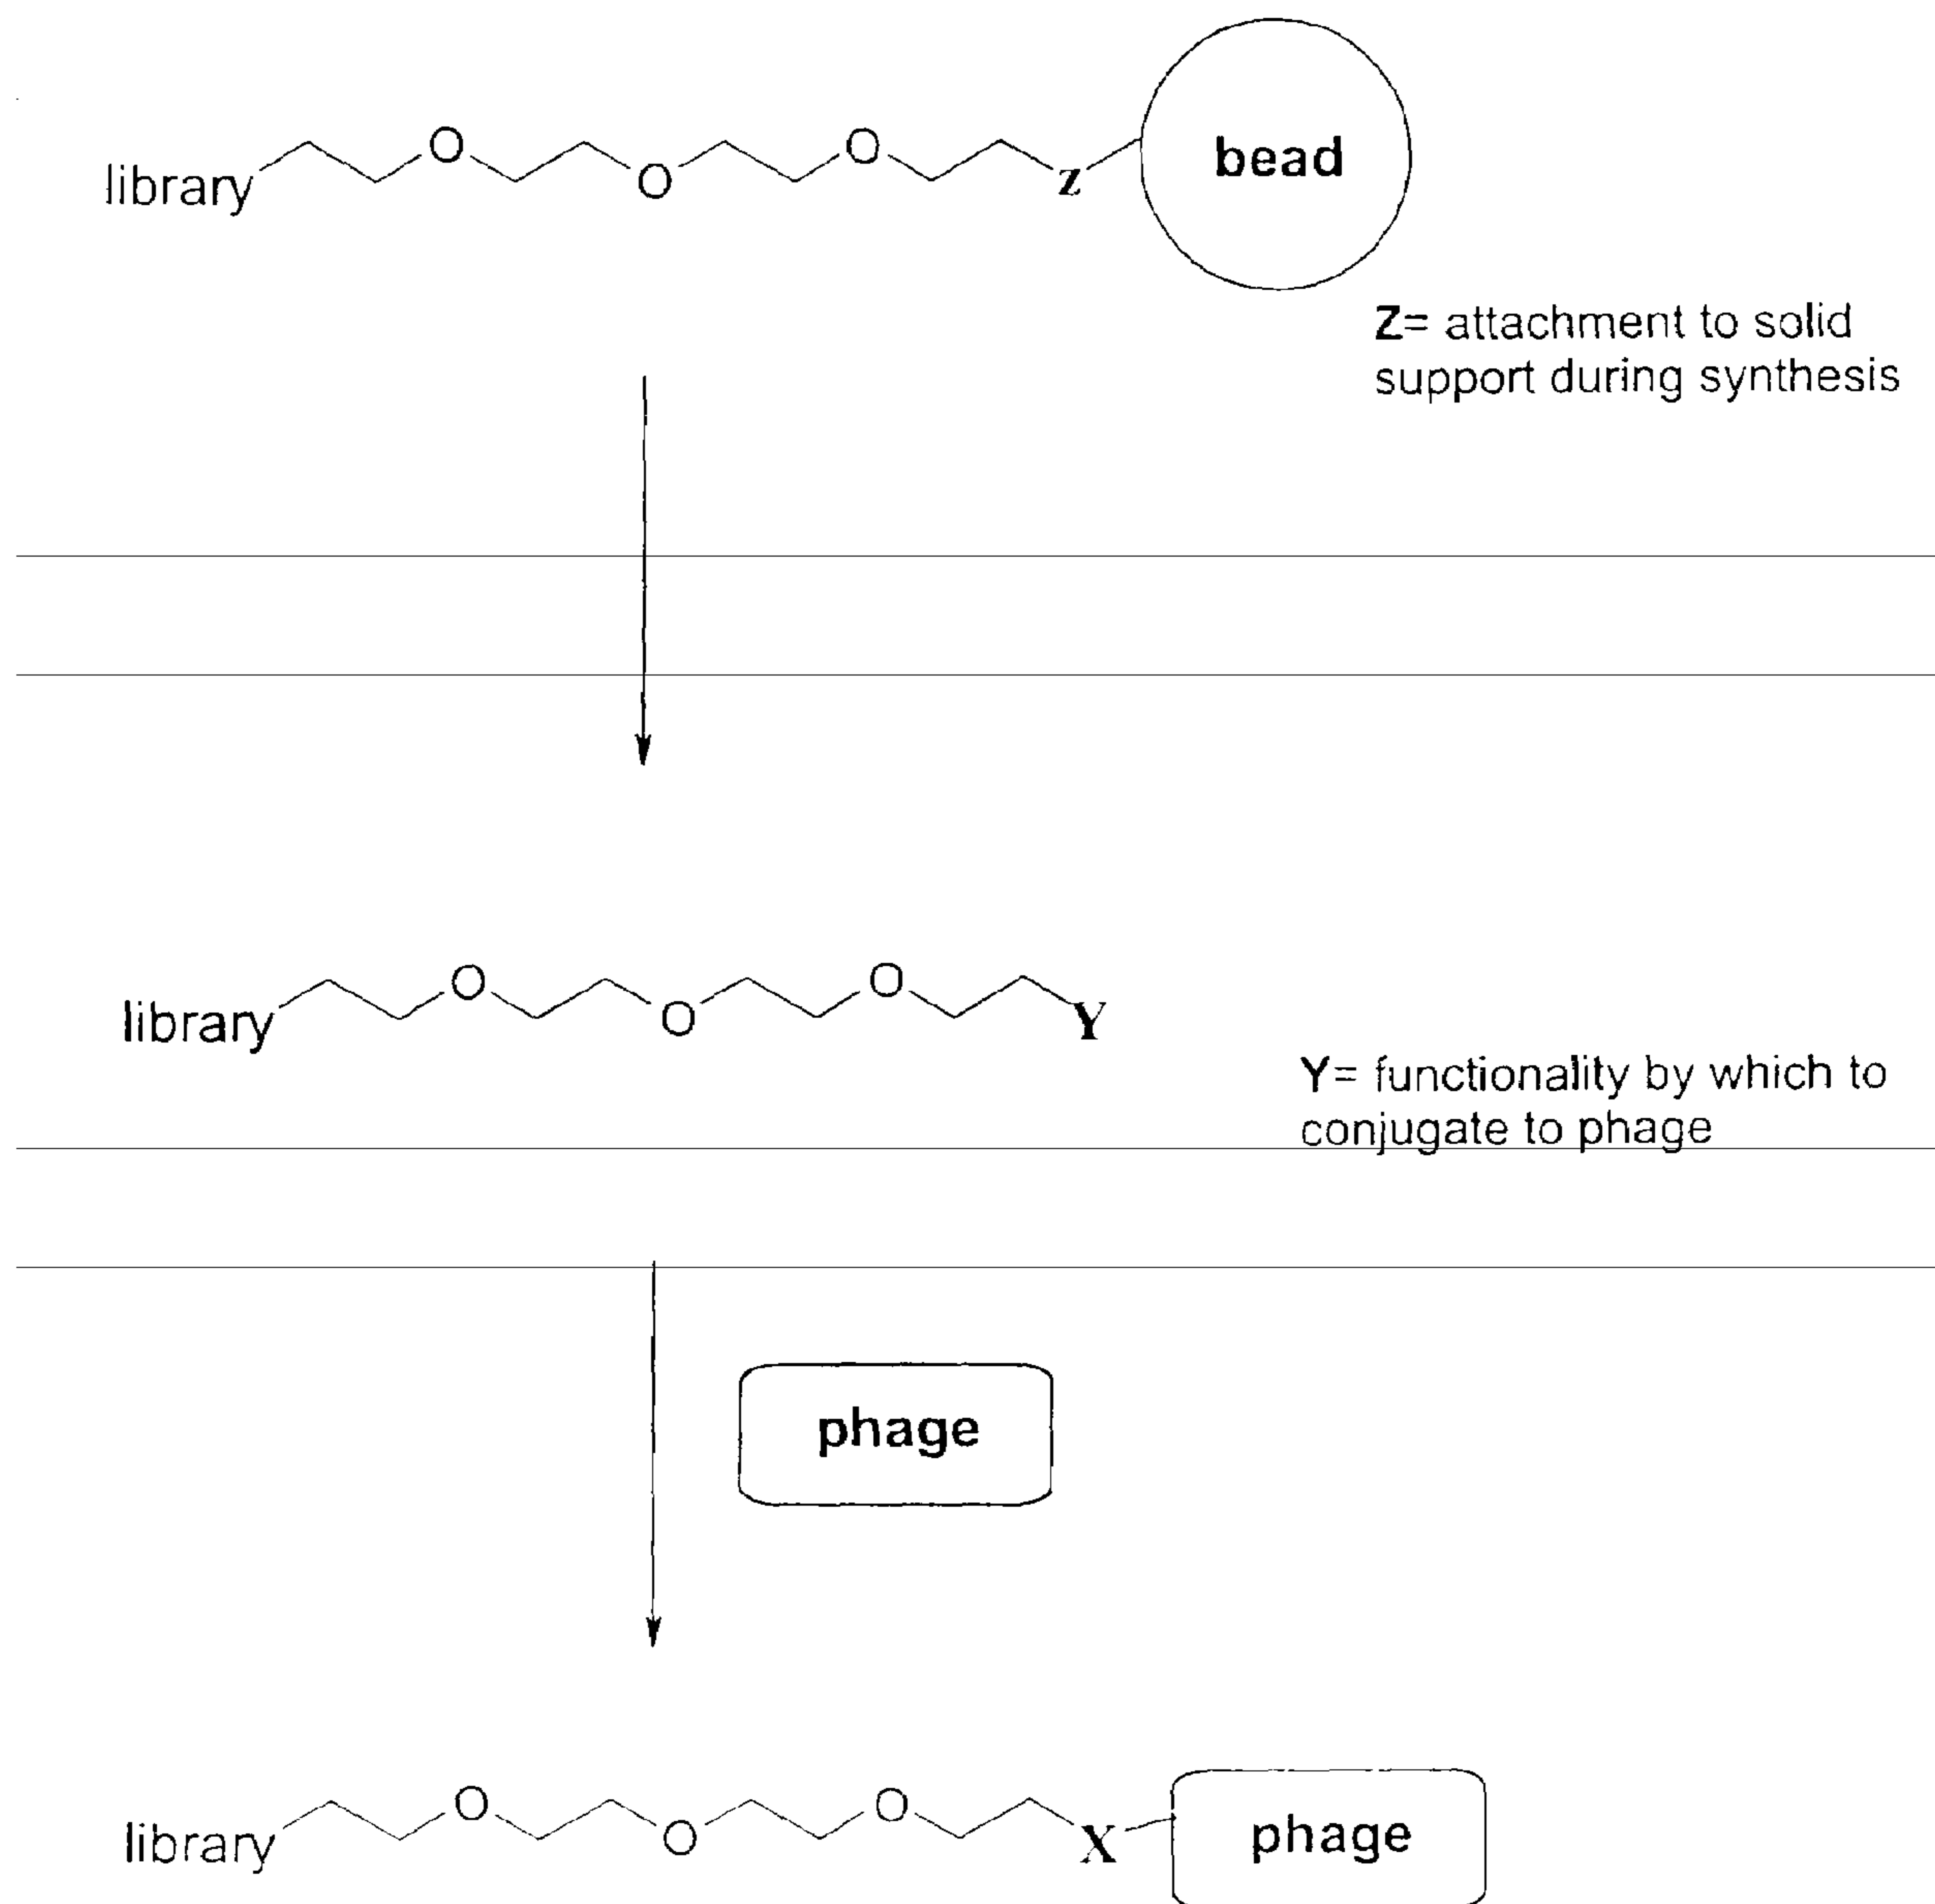 library O O O Z bead
Z= attachment to solid
support during synthesis
library O O O Y
Y= functionality by which to
conjugate to phage
phage
library O O O X phage